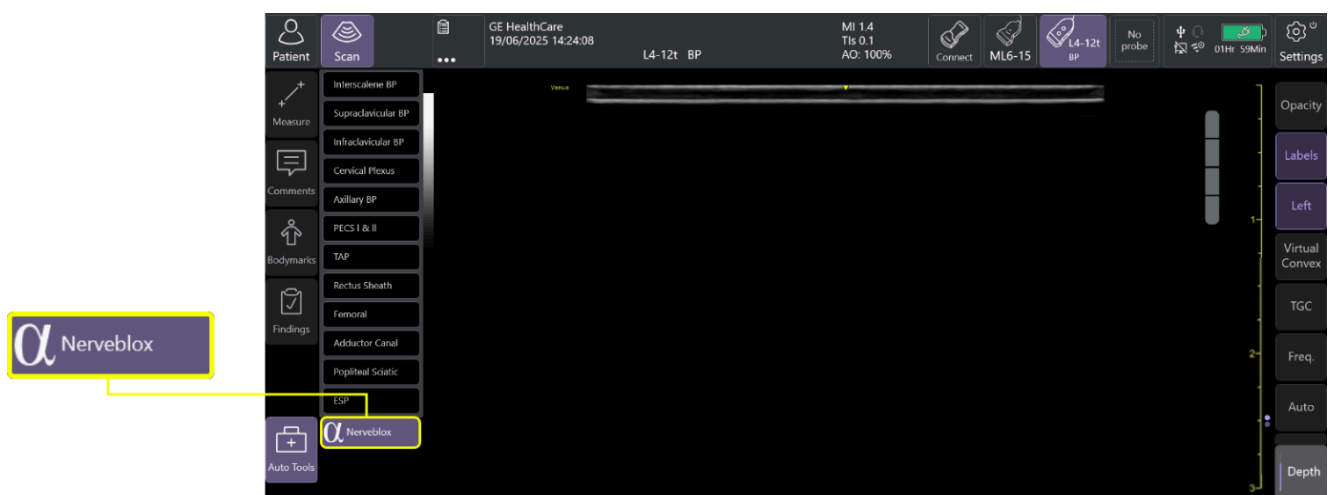 Patient
Scan
GE HealthCare
19/06/2025 14:24:08
L4-12t BP
MI 1.4
TIs 0.1
AO: 100%
Connect
ML6-15
L4-12t
BP
No
probe
01Hr 59Min
Settings
Measure
Comments
Bodymarks
Findings
Auto Tools
Interscalene BP
Supraclavicular BP
Infraclavicular BP
Cervical Plexus
Axillary BP
PECS I & II
TAP
Rectus Sheath
Femoral
Adductor Canal
Popliteal Sciatic
ESP
α Nerveblox
α Nerveblox
Venue
1
2
3
Opacity
Labels
Left
Virtual
Convex
TGC
Freq.
Auto
Depth